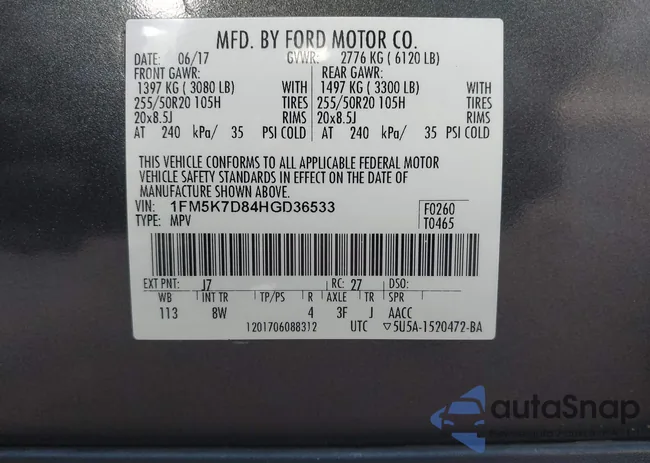 MFD. BY FORD MOTOR CO.
DATE: 06/17 GVWR: 2776 KG ( 6120 LB)
FRONT GAWR: REAR GAWR:
1397 KG ( 3080 LB) WITH 1497 KG ( 3300 LB) WITH
255/50R20 105H TIRES 255/50R20 105H TIRES
20x8.5J RIMS 20x8.5J RIMS
AT 240 kPa/ 35 PSI COLD AT 240 kPa/ 35 PSI COLD
THIS VEHICLE CONFORMS TO ALL APPLICABLE FEDERAL MOTOR
VEHICLE SAFETY STANDARDS IN EFFECT ON THE DATE OF
MANUFACTURE SHOWN ABOVE.
VIN: 1FM5K7D84HGD36533 F0260
TYPE: MPV T0465
EXT PNT: J7 RC: 27 DSO:
WB INT TR TP/PS R AXLE TR SPR
113 8W 4 3F J AACC
1201706088312 UTC ▽5U5A-1520472-BA
autaSnap